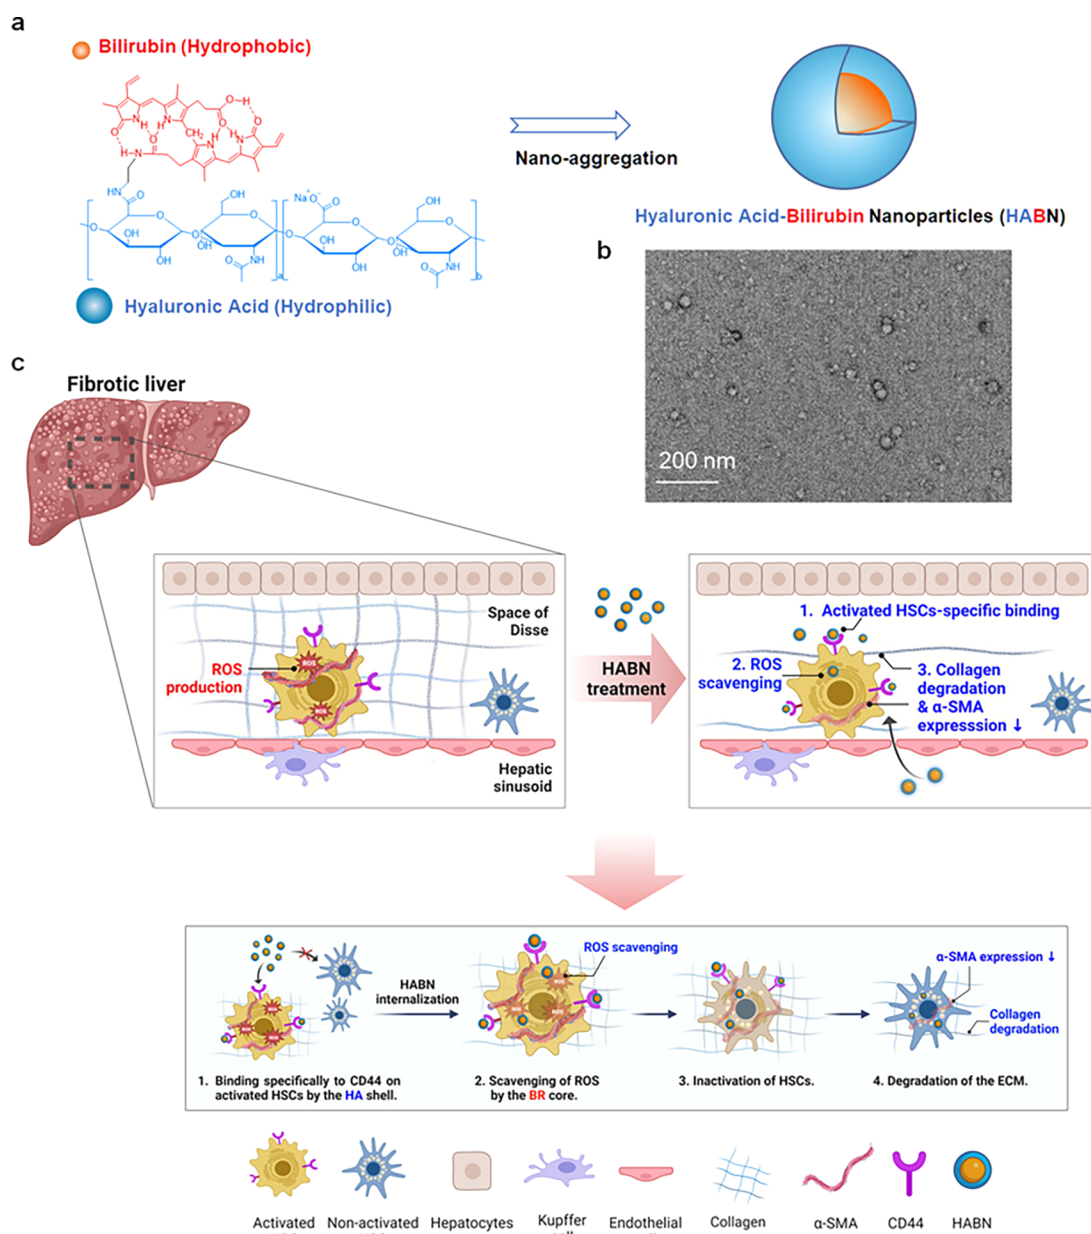 a
Bilirubin (Hydrophobic)
Nano-aggregation
Hyaluronic Acid-Bilirubin Nanoparticles (HABN)
Hyaluronic Acid (Hydrophilic)
b
200 nm
c
Fibrotic liver
Space of
Disse
ROS
production
ROS
ROS
Hepatic
sinusoid
HABN
treatment
1. Activated HSCs-specific binding
2. ROS
scavenging
3. Collagen
degradation
& α-SMA
expresssion ↓
HABN
internalization
ROS scavenging
α-SMA expression ↓
Collagen
degradation
1. Binding specifically to CD44 on
activated HSCs by the HA shell.
2. Scavenging of ROS
by the BR core.
3. Inactivation of HSCs.
4. Degradation of the ECM.
Activated
Non-activated
Hepatocytes
Kupffer
Endothelial
Collagen
α-SMA
CD44
HABN